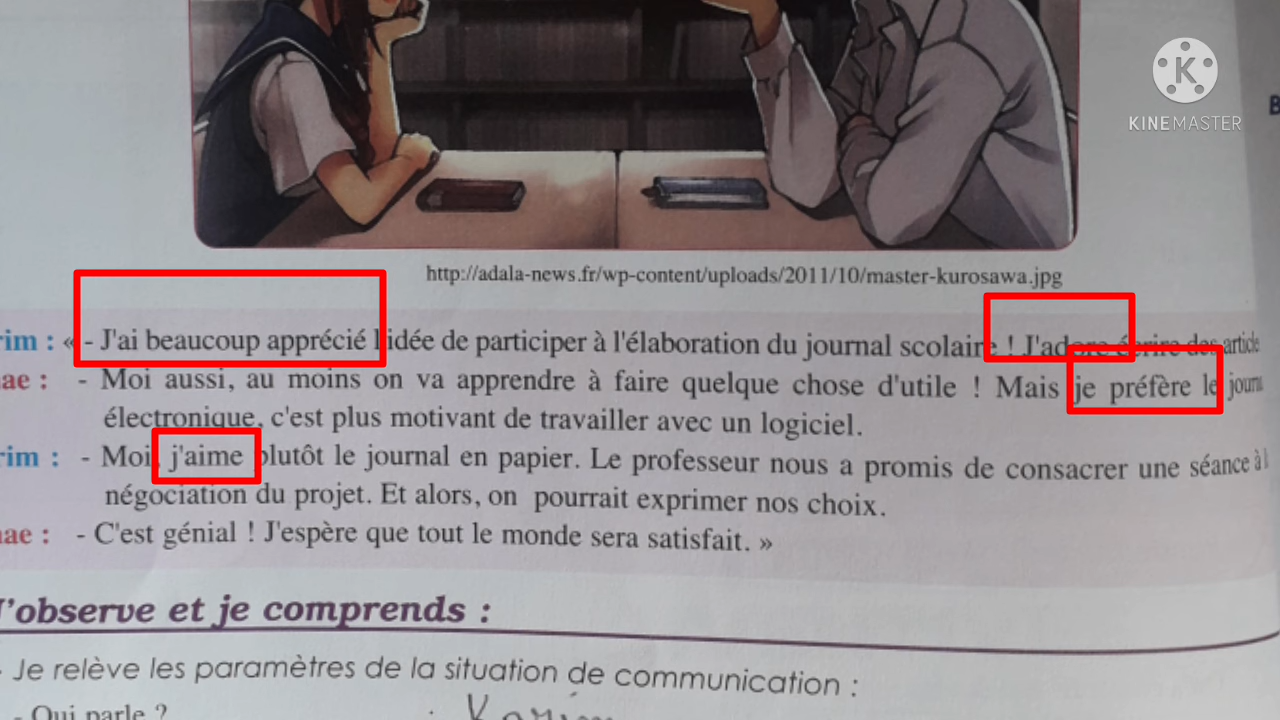 KINEMASTER
B
http://adala-news.fr/wp-content/uploads/2011/10/master-kurosawa.jpg
rim : « - J'ai beaucoup apprécié l'idée de participer à l'élaboration du journal scolaire ! J'adore écrire des article
ae : - Moi aussi, au moins on va apprendre à faire quelque chose d'utile ! Mais je préfère le journ
électronique, c'est plus motivant de travailler avec un logiciel.
rim : - Moi, j'aime plutôt le journal en papier. Le professeur nous a promis de consacrer une séance à l
négociation du projet. Et alors, on pourrait exprimer nos choix.
ae : - C'est génial ! J'espère que tout le monde sera satisfait. »
J'observe et je comprends :
- Je relève les paramètres de la situation de communication :
- Qui parle ? Karim